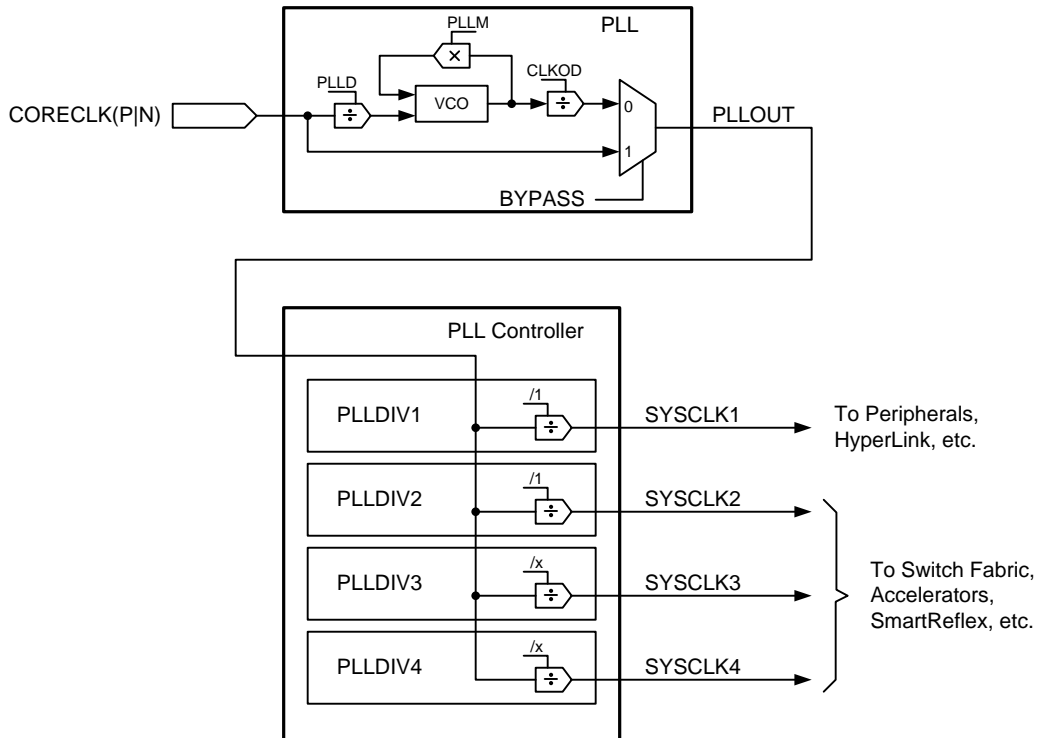 PLL
PLLM
×
PLLD
CLKOD
CORECLK(P|N)
÷
VCO
÷
0
PLLOUT
1
BYPASS
PLL Controller
/1
PLLDIV1
÷
SYSCLK1
To Peripherals,
HyperLink, etc.
/1
PLLDIV2
÷
SYSCLK2
/x
PLLDIV3
÷
SYSCLK3
To Switch Fabric,
Accelerators,
SmartReflex, etc.
/x
PLLDIV4
÷
SYSCLK4